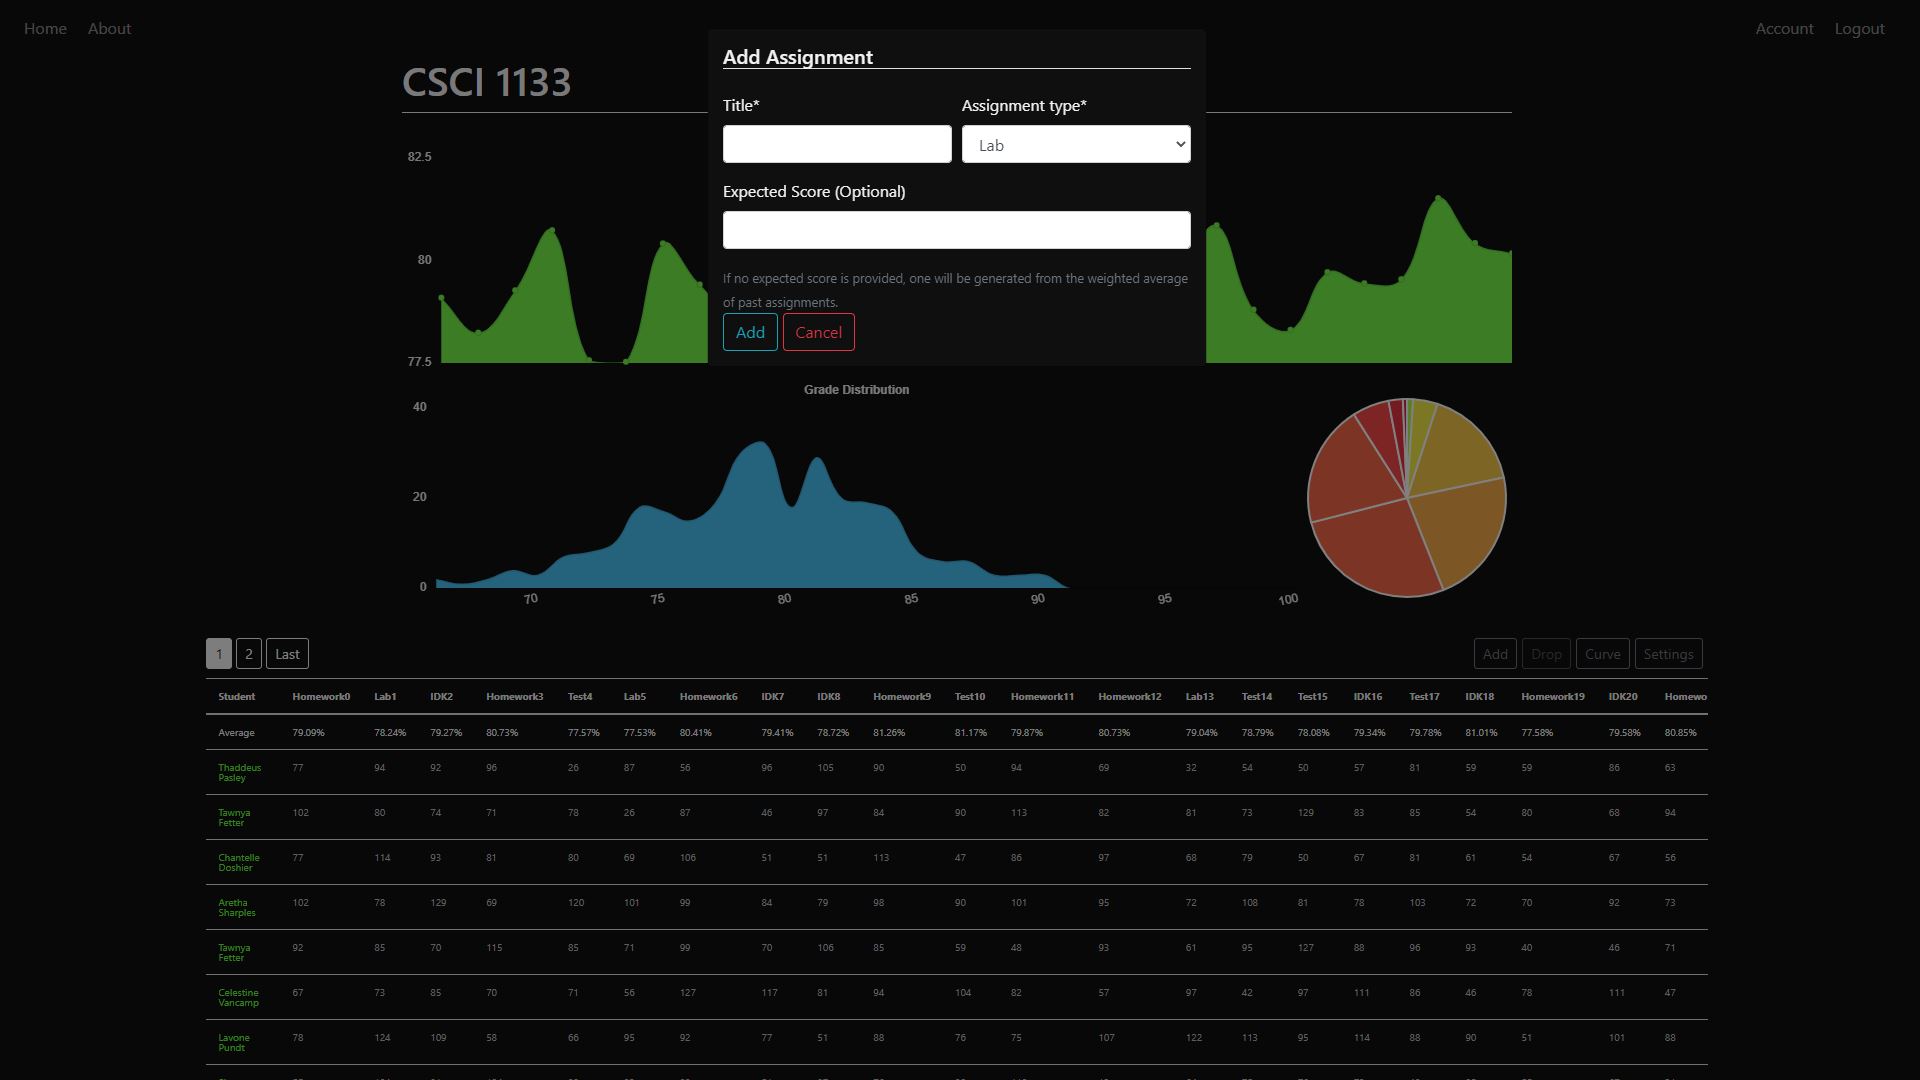 Home About Account Logout
Add Assignment
CSCI 1133
Title* Assignment type*
Lab
Expected Score (Optional)
If no expected score is provided, one will be generated from the weighted average
of past assignments.
Add Cancel
82.5
80
77.5
Grade Distribution
40
20
0
70 75 80 85 90 95 100
1 2 Last Add Drop Curve Settings
Student Homework0 Lab1 IDK2 Homework3 Test4 Lab5 Homework6 IDK7 IDK8 Homework9 Test10 Homework11 Homework12 Lab13 Test14 Test15 IDK16 Test17 IDK18 Homework19 IDK20 Homewo
Average 79.09% 78.24% 79.27% 80.73% 77.57% 77.53% 80.41% 79.41% 78.72% 81.26% 81.17% 79.87% 80.73% 79.04% 78.79% 78.08% 79.34% 79.78% 81.01% 77.58% 79.58% 80.85%
Thaddeus Pasley 77 94 92 96 26 87 56 96 105 90 50 94 69 32 54 50 57 81 59 59 86 63
Tawnya Fetter 102 80 74 71 78 26 87 46 97 84 90 113 82 81 73 129 83 85 54 80 68 94
Chantelle Doshier 77 114 93 81 80 69 106 51 51 113 47 86 97 68 79 50 67 81 61 54 67 56
Aretha Sharples 102 78 129 69 120 101 99 84 79 98 90 101 95 72 108 81 78 103 72 70 92 73
Tawnya Fetter 92 85 70 115 85 71 99 70 106 85 59 48 93 61 95 127 88 96 93 40 46 71
Celestine Vancamp 67 73 85 70 71 56 127 117 81 94 104 82 57 97 42 97 111 86 46 78 111 47
Lavone Pundt 78 124 109 58 66 95 92 77 51 88 76 75 107 122 113 95 114 88 90 51 101 88